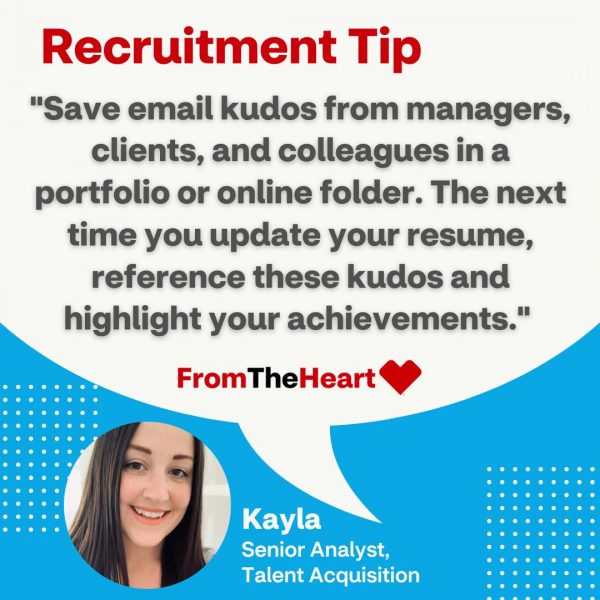 Recruitment Tip
"Save email kudos from managers,
clients, and colleagues in a
portfolio or online folder. The next
time you update your resume,
reference these kudos and
highlight your achievements."
FromTheHeart
Kayla
Senior Analyst,
Talent Acquisition